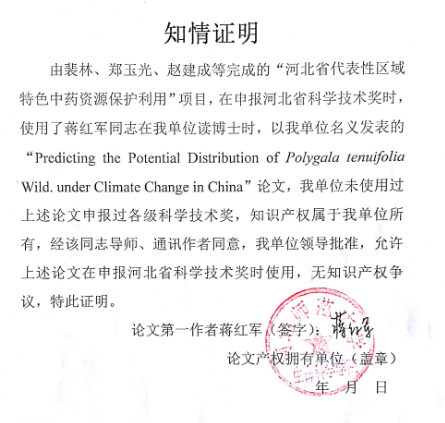 知情证明
由裴林、郑玉光、赵建成等完成的“河北省代表性区域
特色中药资源保护利用”项目，在申报河北省科学技术奖时，
使用了蒋红军同志在我单位读博士时，以我单位名义发表的
“Predicting the Potential Distribution of Polygala tenuifolia
Wild. under Climate Change in China”论文，我单位未使用过
上述论文申报过各级科学技术奖，知识产权属于我单位所
有，经该同志导师、通讯作者同意，我单位领导批准，允许
上述论文在申报河北省科学技术奖时使用，无知识产权争
议，特此证明。
论文第一作者蒋红军（签字）：蒋红军
论文产权拥有单位（盖章）
年 月 日
师范